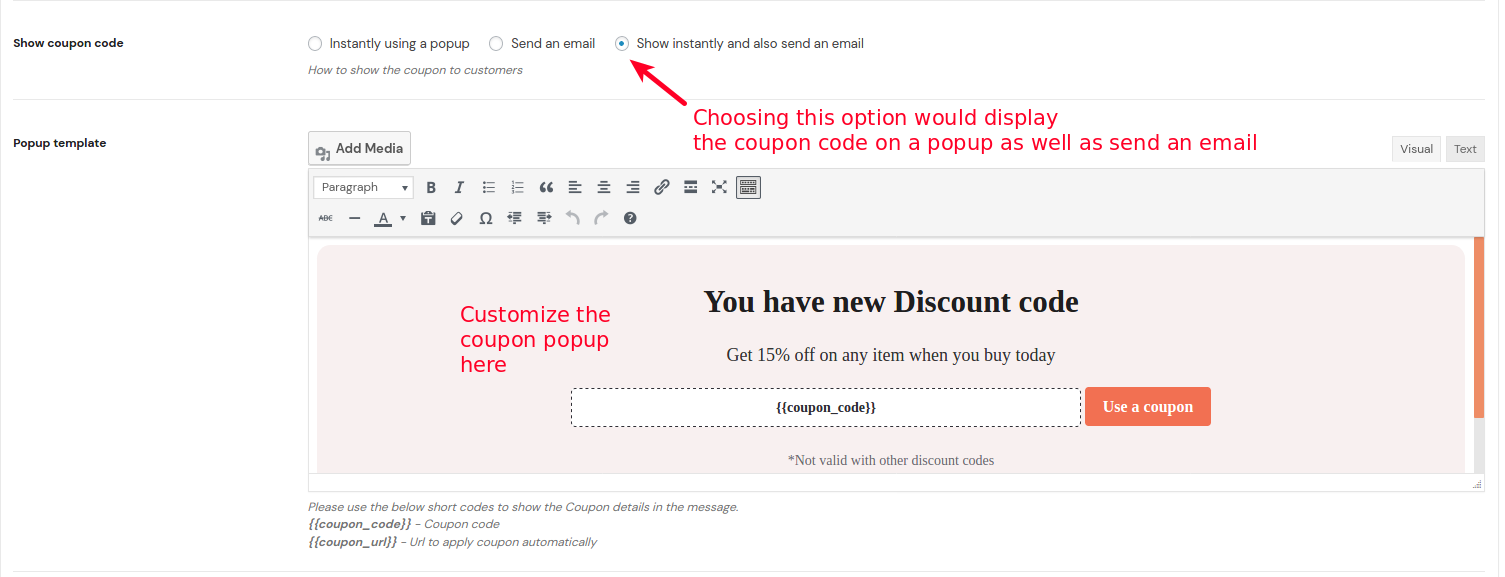 Show coupon code
Instantly using a popup
Send an email
Show instantly and also send an email
How to show the coupon to customers
Choosing this option would display
the coupon code on a popup as well as send an email
Popup template
Add Media
Visual
Text
Paragraph
B
I
ABC
A
Ω
?
You have new Discount code
Customize the
coupon popup
here
Get 15% off on any item when you buy today
{{coupon_code}}
Use a coupon
*Not valid with other discount codes
Please use the below short codes to show the Coupon details in the message.
{{coupon_code}} - Coupon code
{{coupon_url}} - Url to apply coupon automatically